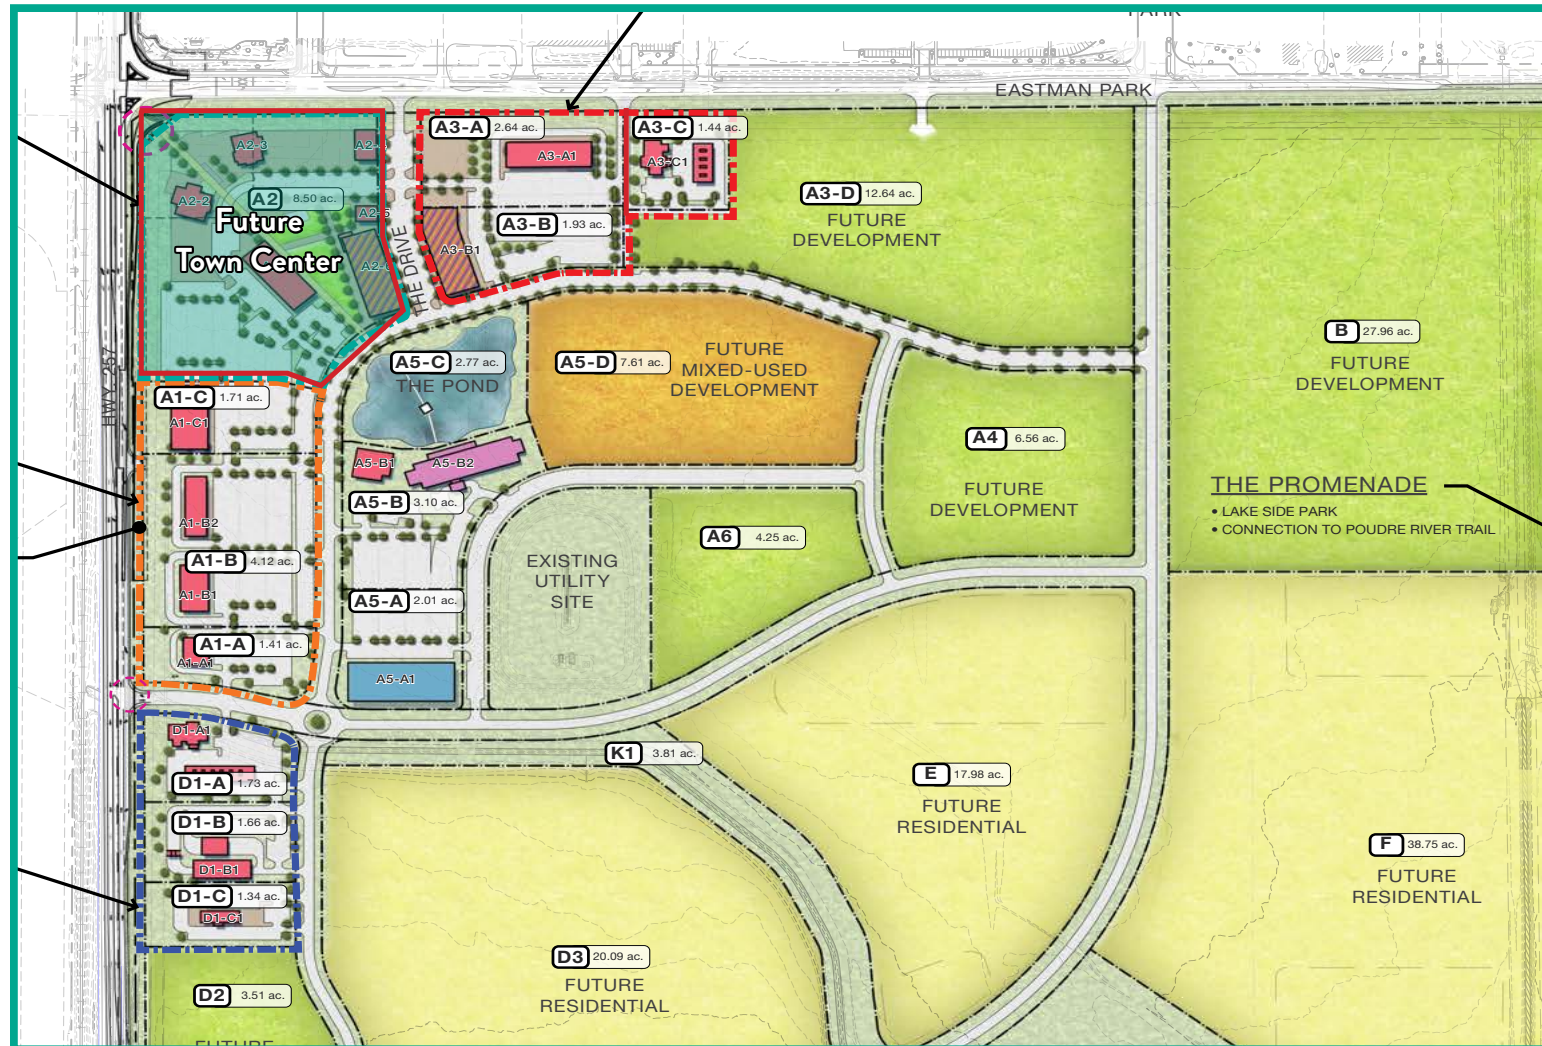 PARK
EASTMAN PARK
A3-A 2.64 ac.
A3-C 1.44 ac.
A2-3
A3-A1
A3-C1
A2 8.50 ac.
A2-2
A3-D 12.64 ac.
FUTURE
DEVELOPMENT
Future
Town Center
A3-B 1.93 ac.
A3-B1
THE DRIVE
HWY 257
B 27.96 ac.
FUTURE
DEVELOPMENT
A5-C 2.77 ac.
THE POND
A5-D 7.61 ac.
FUTURE
MIXED-USED
DEVELOPMENT
A1-C 1.71 ac.
A1-C1
A4 6.56 ac.
FUTURE
DEVELOPMENT
A5-B1
A5-B2
A5-B 3.10 ac.
THE PROMENADE
• LAKE SIDE PARK
• CONNECTION TO POUDRE RIVER TRAIL
A1-B2
A6 4.25 ac.
A1-B 4.12 ac.
A1-B1
EXISTING
UTILITY
SITE
A5-A 2.01 ac.
A1-A 1.41 ac.
A1-A1
A5-A1
D1-A1
K1 3.81 ac.
D1-A 1.73 ac.
E 17.98 ac.
FUTURE
RESIDENTIAL
D1-B 1.66 ac.
D1-B1
F 38.75 ac.
FUTURE
RESIDENTIAL
D1-C 1.34 ac.
D1-C1
D3 20.09 ac.
FUTURE
RESIDENTIAL
D2 3.51 ac.
FUTURE